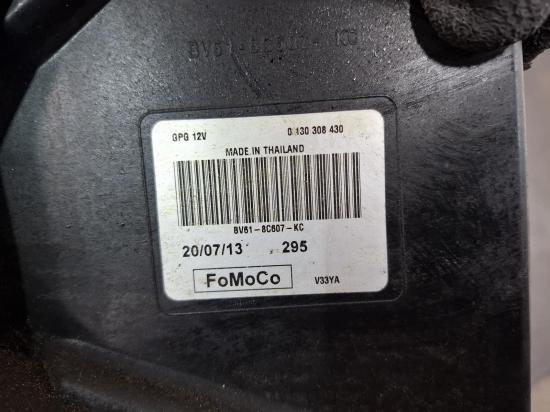 GPG 12V 0 130 308 430
MADE IN THAILAND
BV61-8C607-KC
20/07/13 295
FoMoCo V33YA